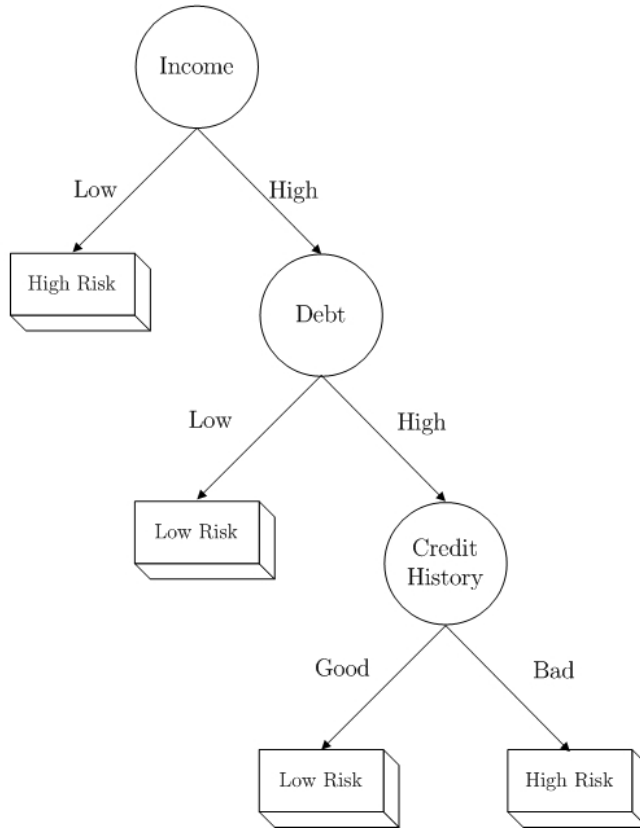 Income
Low
High
High Risk
Debt
Low
High
Low Risk
Credit
History
Good
Bad
Low Risk
High Risk